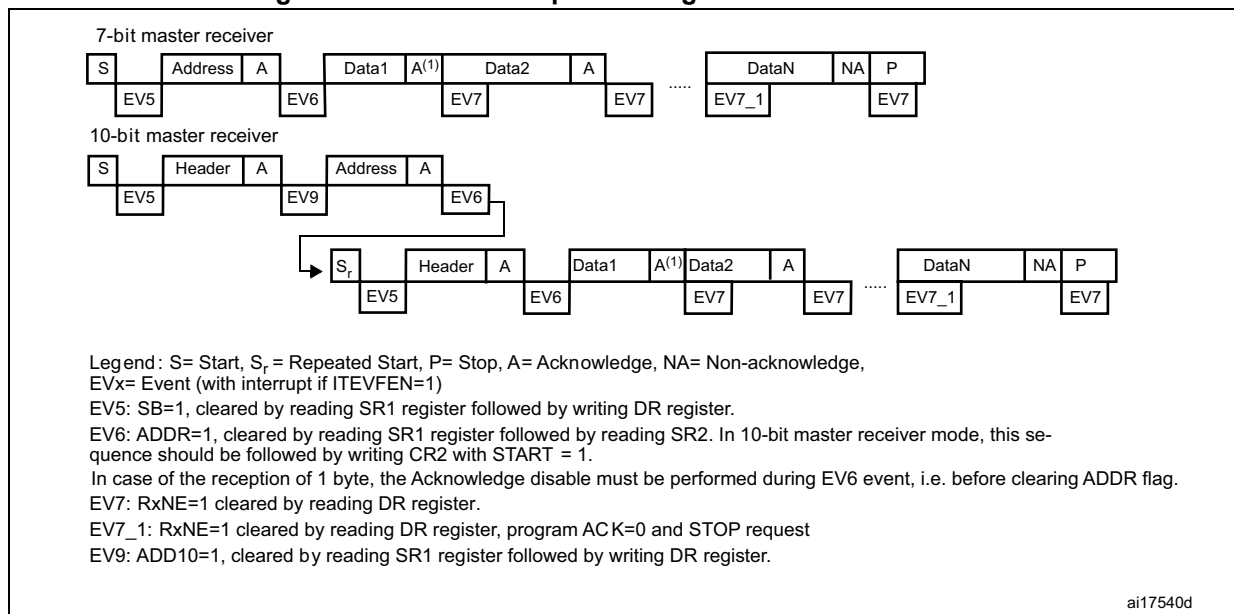 7-bit master receiver
S Address A Data1 A(1) Data2 A ..... DataN NA P
EV5 EV6 EV7 EV7 EV7_1 EV7
10-bit master receiver
S Header A Address A
EV5 EV9 EV6
Sr Header A Data1 A(1) Data2 A ..... DataN NA P
EV5 EV6 EV7 EV7 EV7_1 EV7
Legend: S= Start, Sr = Repeated Start, P= Stop, A= Acknowledge, NA= Non-acknowledge,
EVx= Event (with interrupt if ITEVFEN=1)
EV5: SB=1, cleared by reading SR1 register followed by writing DR register.
EV6: ADDR=1, cleared by reading SR1 register followed by reading SR2. In 10-bit master receiver mode, this se-
quence should be followed by writing CR2 with START = 1.
In case of the reception of 1 byte, the Acknowledge disable must be performed during EV6 event, i.e. before clearing ADDR flag.
EV7: RxNE=1 cleared by reading DR register.
EV7_1: RxNE=1 cleared by reading DR register, program ACK=0 and STOP request
EV9: ADD10=1, cleared by reading SR1 register followed by writing DR register.
ai17540d